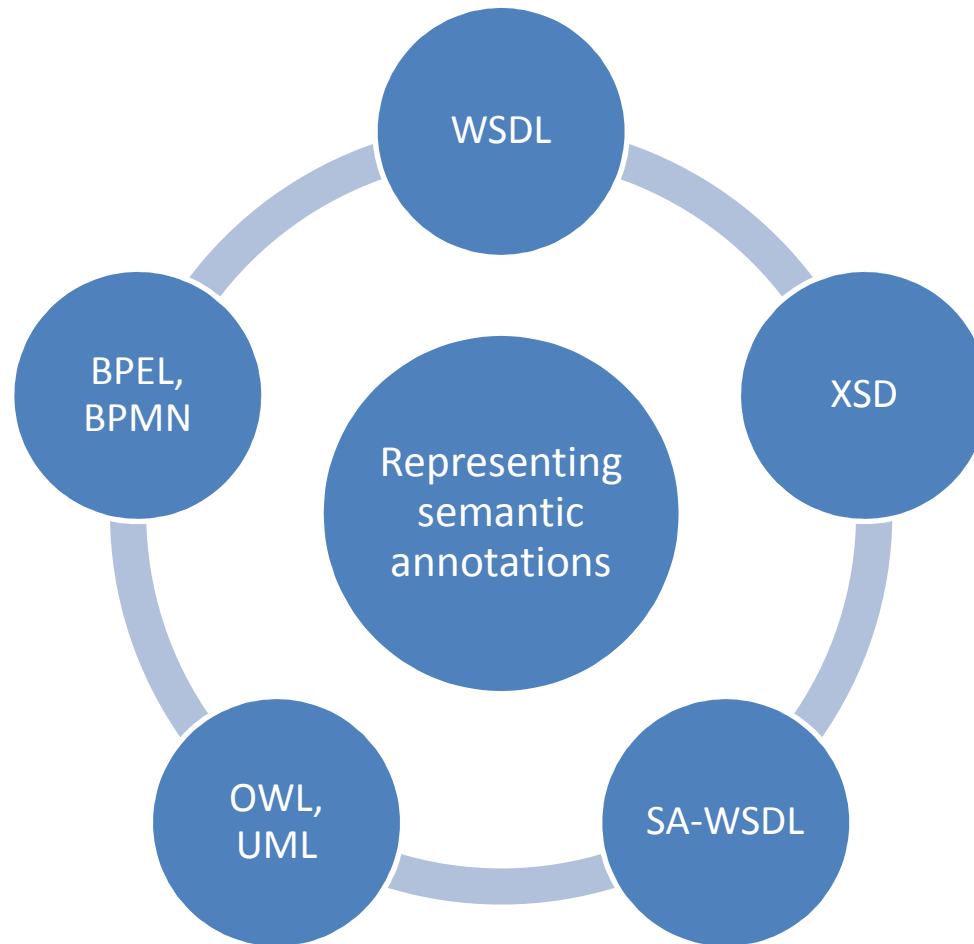 WSDL
BPEL,
BPMN
XSD
Representing
semantic
annotations
OWL,
UML
SA-WSDL